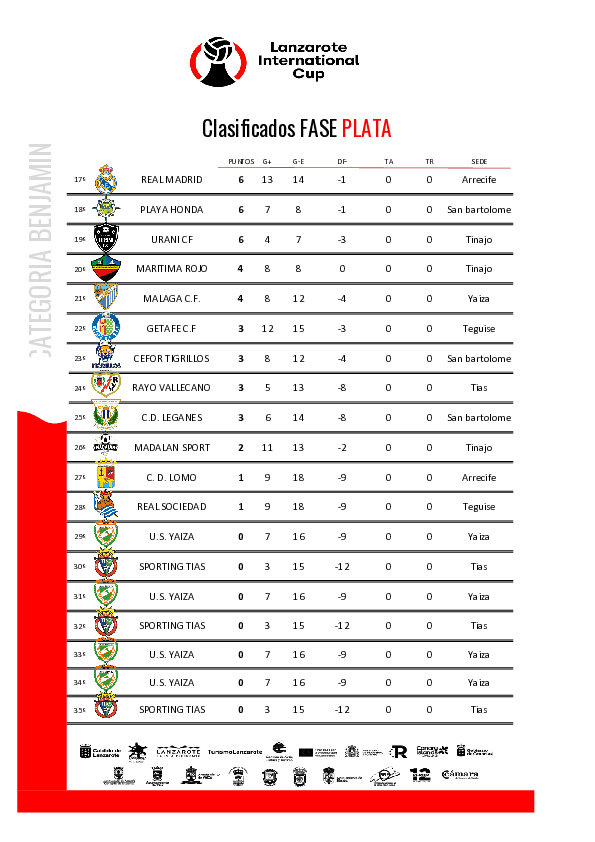 Lanzarote
International
Cup
Clasificados FASE PLATA
CATEGORIA BENJAMIN
PUNTOS G+ G-E DF- TA TR SEDE
17º REAL MADRID 6 13 14 -1 0 0 Arrecife
18º PLAYA HONDA 6 7 8 -1 0 0 San bartolome
19º URANI CF 6 4 7 -3 0 0 Tinajo
20º MARITIMA ROJO 4 8 8 0 0 0 Tinajo
21º MALAGA C.F. 4 8 12 -4 0 0 Yaiza
22º GETAFE C.F 3 12 15 -3 0 0 Teguise
23º CEFOR TIGRILLOS 3 8 12 -4 0 0 San bartolome
24º RAYO VALLECANO 3 5 13 -8 0 0 Tias
25º C.D. LEGANES 3 6 14 -8 0 0 San bartolome
26º MADALAN SPORT 2 11 13 -2 0 0 Tinajo
27º C. D. LOMO 1 9 18 -9 0 0 Arrecife
28º REAL SOCIEDAD 1 9 18 -9 0 0 Teguise
29º U.S. YAIZA 0 7 16 -9 0 0 Yaiza
30º SPORTING TIAS 0 3 15 -12 0 0 Tias
31º U.S. YAIZA 0 7 16 -9 0 0 Yaiza
32º SPORTING TIAS 0 3 15 -12 0 0 Tias
33º U.S. YAIZA 0 7 16 -9 0 0 Yaiza
34º U.S. YAIZA 0 7 16 -9 0 0 Yaiza
35º SPORTING TIAS 0 3 15 -12 0 0 Tias
Cabildo de
Lanzarote
LANZAROTE
TurismoLanzarote
R
Canary
Gobierno
de Canarias
12
Cámara